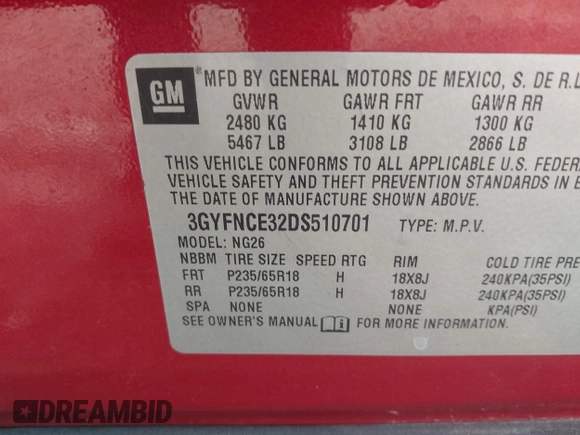 GM ® MFD BY GENERAL MOTORS DE MEXICO, S. DE R.L
GVWR GAWR FRT GAWR RR
2480 KG 1410 KG 1300 KG
5467 LB 3108 LB 2866 LB
THIS VEHICLE CONFORMS TO ALL APPLICABLE U.S. FEDER
VEHICLE SAFETY AND THEFT PREVENTION STANDARDS IN E
THE DATE OF MANUFACTURE SHOWN ABOVE.
3GYFNCE32DS510701 TYPE: M.P.V.
MODEL: NG26
NBBM TIRE SIZE SPEED RTG RIM COLD TIRE PRE
FRT P235/65R18 H 18X8J 240KPA(35PSI)
RR P235/65R18 H 18X8J 240KPA(35PSI)
SPA NONE NONE KPA(PSI)
SEE OWNER'S MANUAL FOR MORE INFORMATION.
DREAMBID